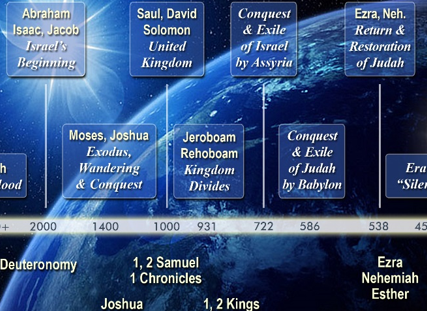 Abraham
Isaac, Jacob
Israel's
Beginning
Saul, David
Solomon
United
Kingdom
Conquest
& Exile
of Israel
by Assyria
Ezra, Neh.
Return &
Restoration
of Judah
h
lood
Moses, Joshua
Exodus,
Wandering
& Conquest
Jeroboam
Rehoboam
Kingdom
Divides
Conquest
& Exile
of Judah
by Babylon
Era
"Siler
0+ 2000 1400 1000 931 722 586 538 45
Deuteronomy
1, 2 Samuel
1 Chronicles
Ezra
Nehemiah
Esther
Joshua
1, 2 Kings